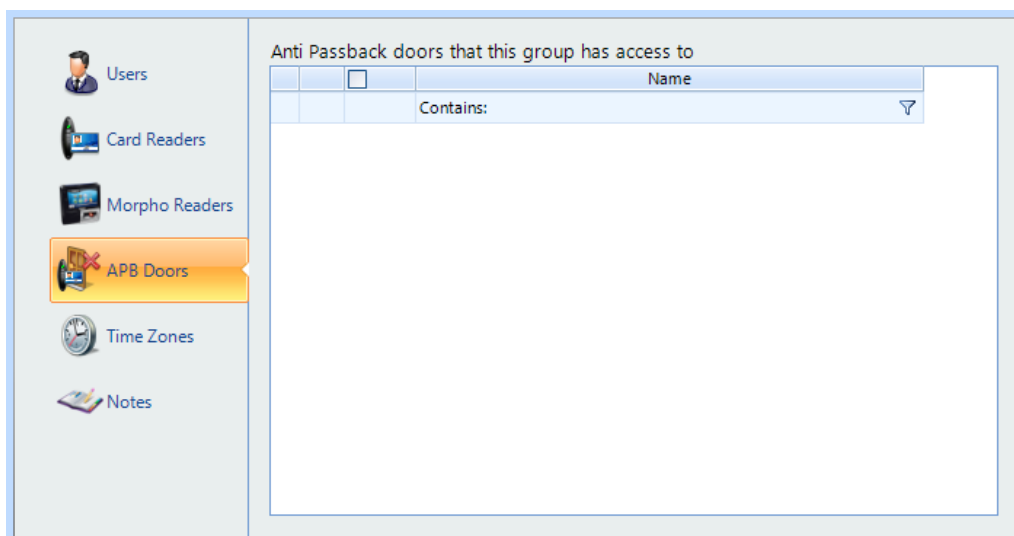 Users
Card Readers
Morpho Readers
APB Doors
Time Zones
Notes
Anti Passback doors that this group has access to
Name
Contains: